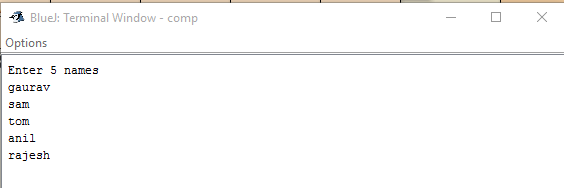 BlueJ: Terminal Window - comp
Options
Enter 5 names
gaurav
sam
tom
anil
rajesh